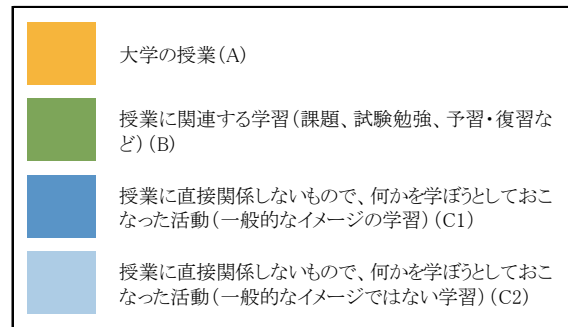 大学の授業(A)
授業に関連する学習(課題、試験勉強、予習・復習な
ど)(B)
授業に直接関係しないもので、何かを学ぼうとしておこ
なった活動(一般的なイメージの学習)(C1)
授業に直接関係しないもので、何かを学ぼうとしておこ
なった活動(一般的なイメージではない学習)(C2)